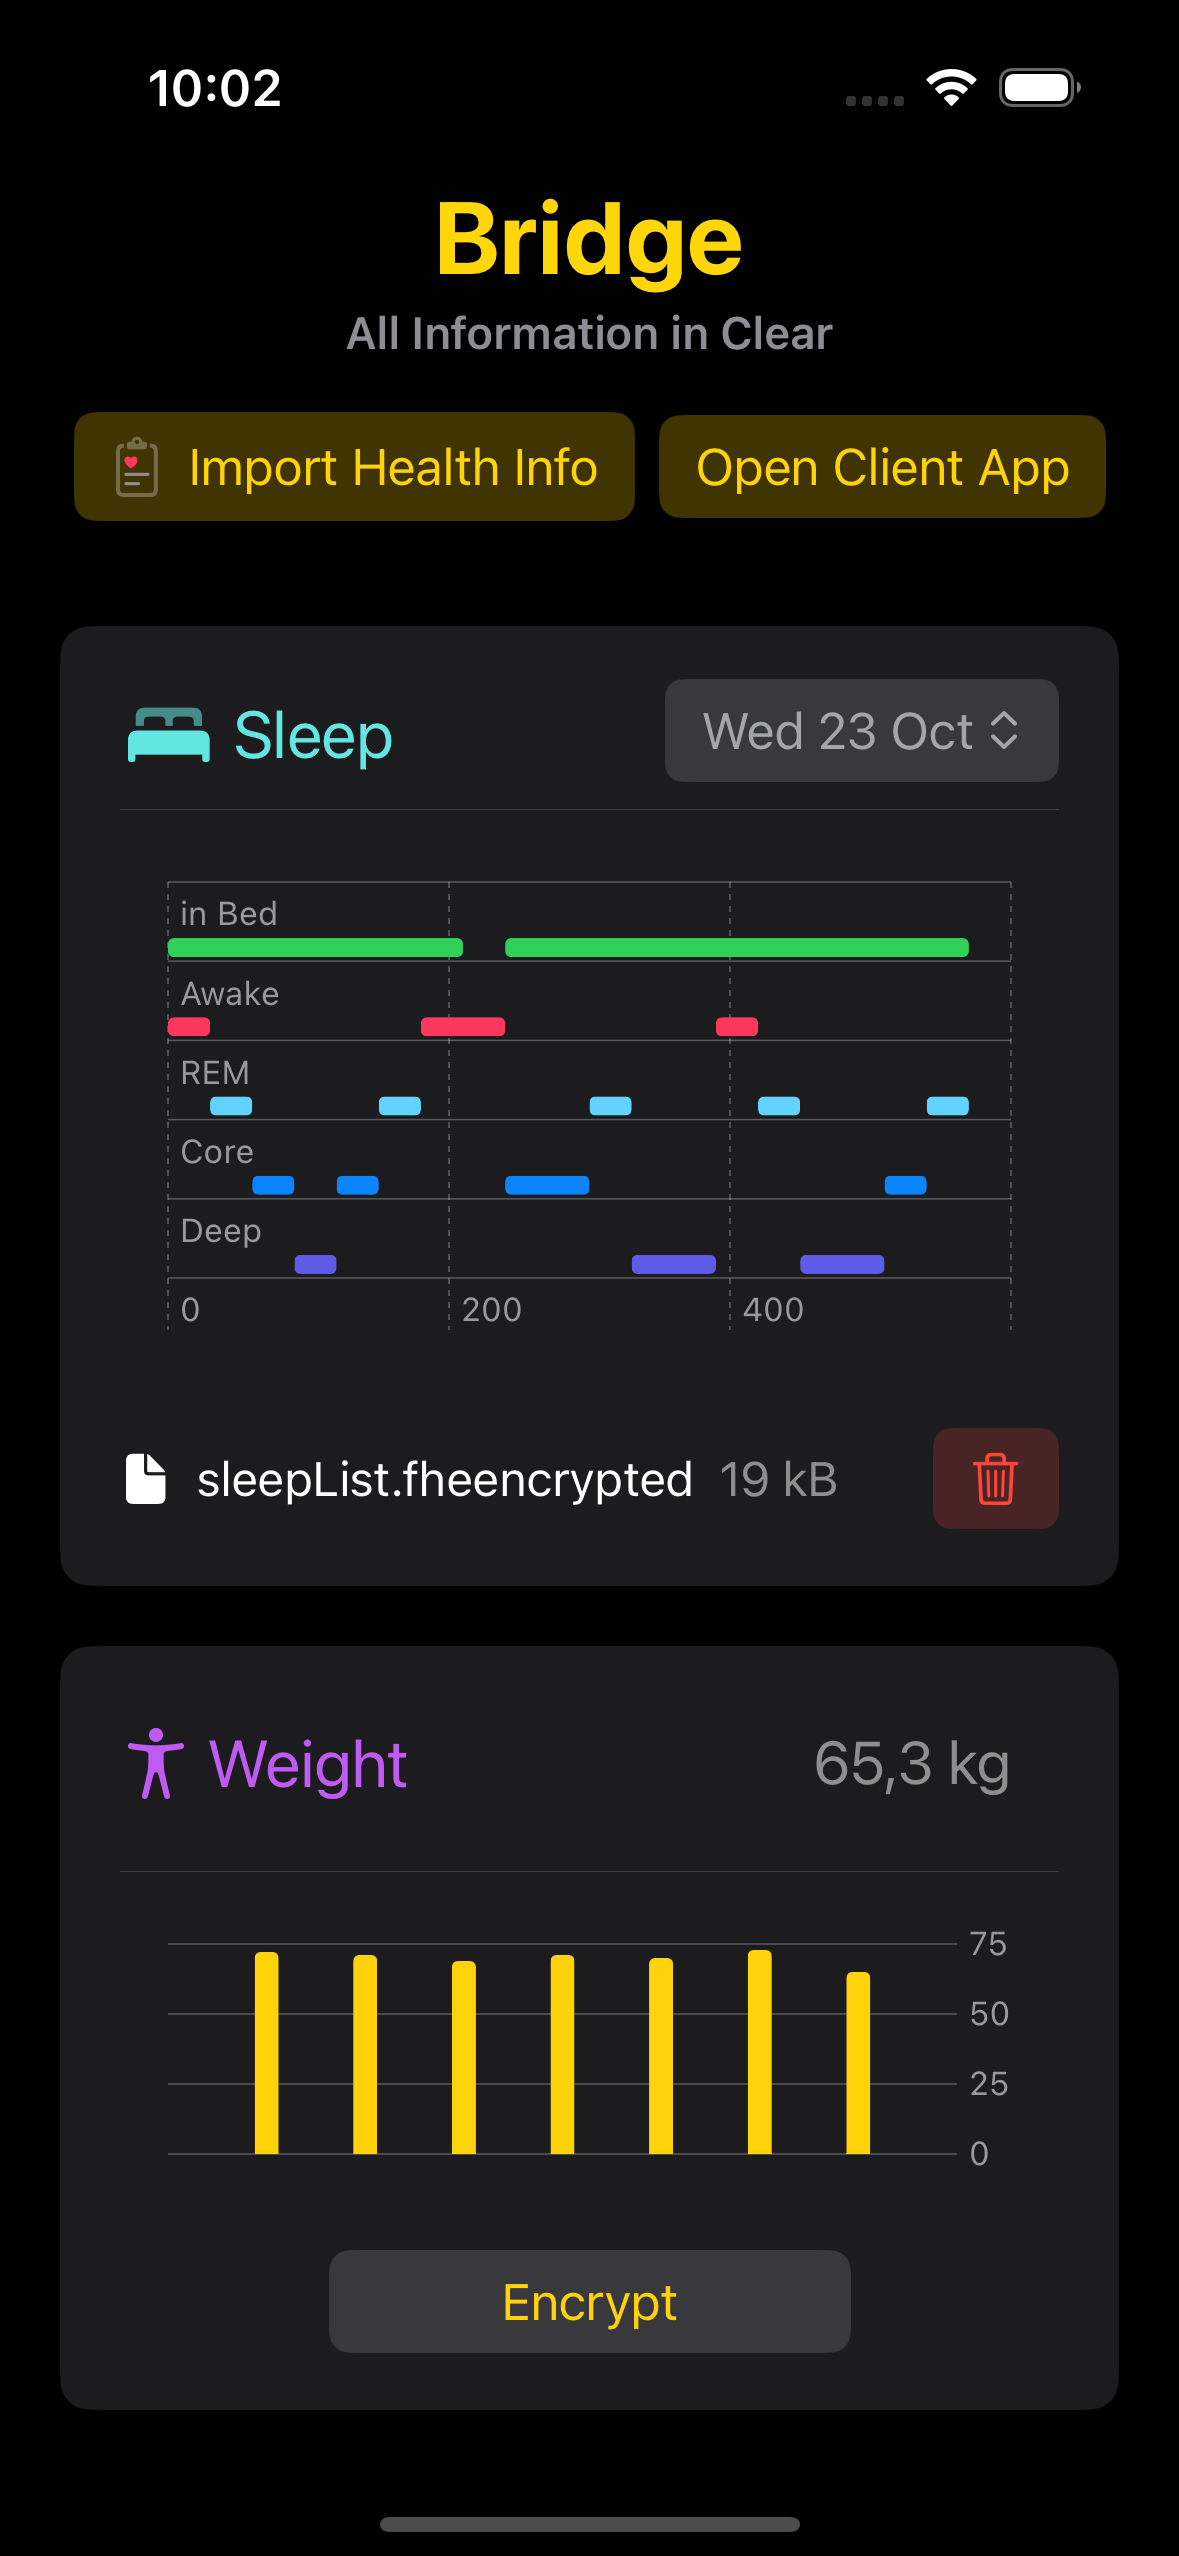 10:02
Bridge
All Information in Clear
Import Health Info
Open Client App
Sleep
Wed 23 Oct
in Bed
Awake
REM
Core
Deep
0 200 400
sleepList.fheencrypted 19 kB
Weight
65,3 kg
75
50
25
0
Encrypt